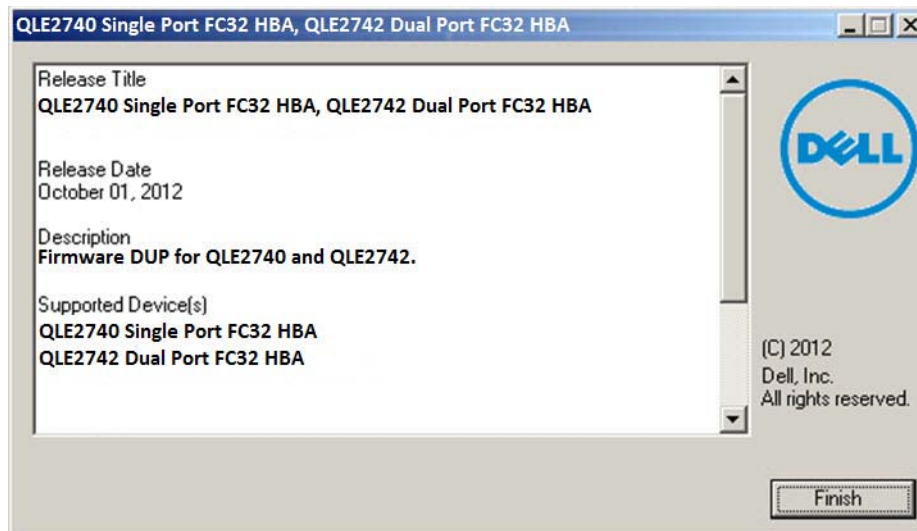 QLE2740 Single Port FC32 HBA, QLE2742 Dual Port FC32 HBA
Release Title
QLE2740 Single Port FC32 HBA, QLE2742 Dual Port FC32 HBA
Release Date
October 01, 2012
Description
Firmware DUP for QLE2740 and QLE2742.
Supported Device(s)
QLE2740 Single Port FC32 HBA
QLE2742 Dual Port FC32 HBA
DELL
(C) 2012
Dell, Inc.
All rights reserved.
Finish